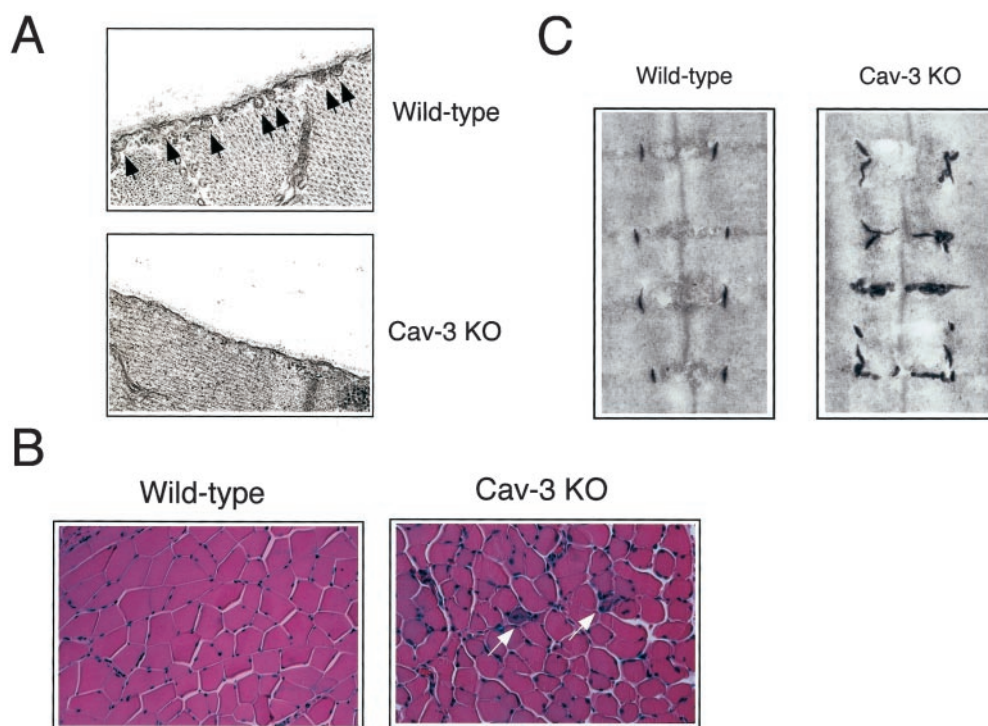 A
Wild-type
Cav-3 KO
B
Wild-type
Cav-3 KO
C
Wild-type
Cav-3 KO